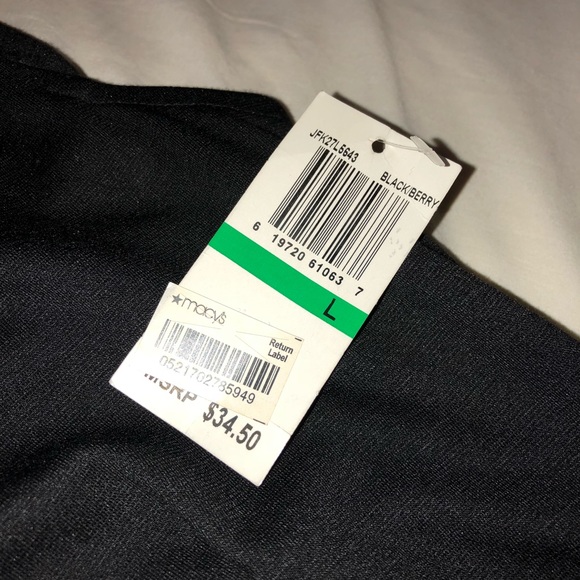 JFK27L5643
BLACK/BERRY
6 19720 61063 7
L
★macy's
Return
Label
0521702785949
MSRP $34.50